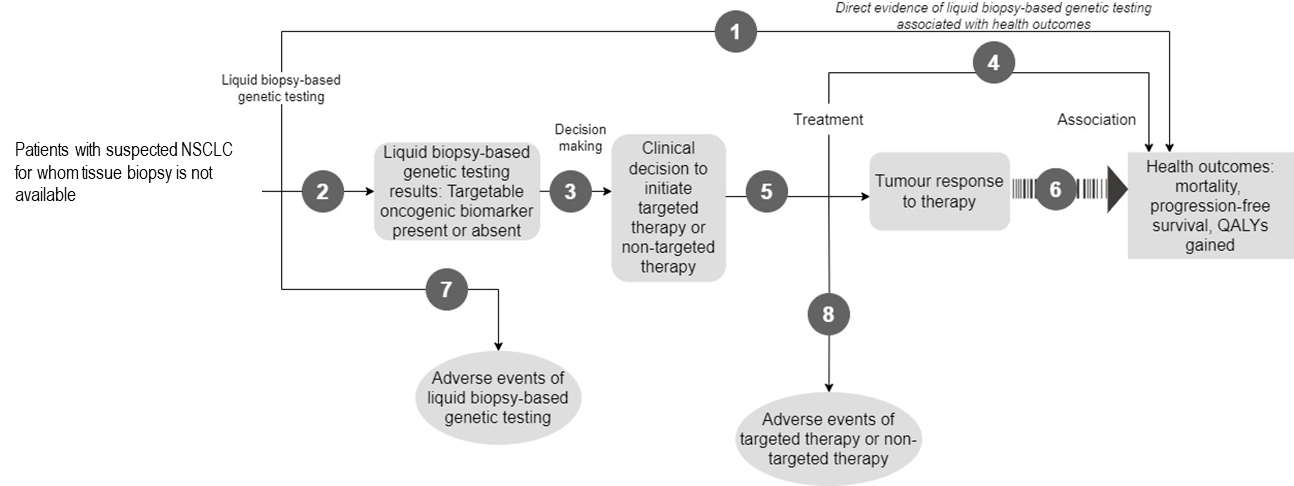 Direct evidence of liquid biopsy-based genetic testing
associated with health outcomes
1
4
Liquid biopsy-based
genetic testing
Treatment
Association
Patients with suspected NSCLC
for whom tissue biopsy is not
available
2
Liquid biopsy-based
genetic testing
results: Targetable
oncogenic biomarker
present or absent
Decision
making
3
Clinical
decision to
initiate
targeted
therapy or
non-targeted
therapy
5
Tumour response
to therapy
6
Health outcomes:
mortality,
progression-free
survival, QALYs
gained
7
8
Adverse events of
liquid biopsy-based
genetic testing
Adverse events of
targeted therapy or non-
targeted therapy